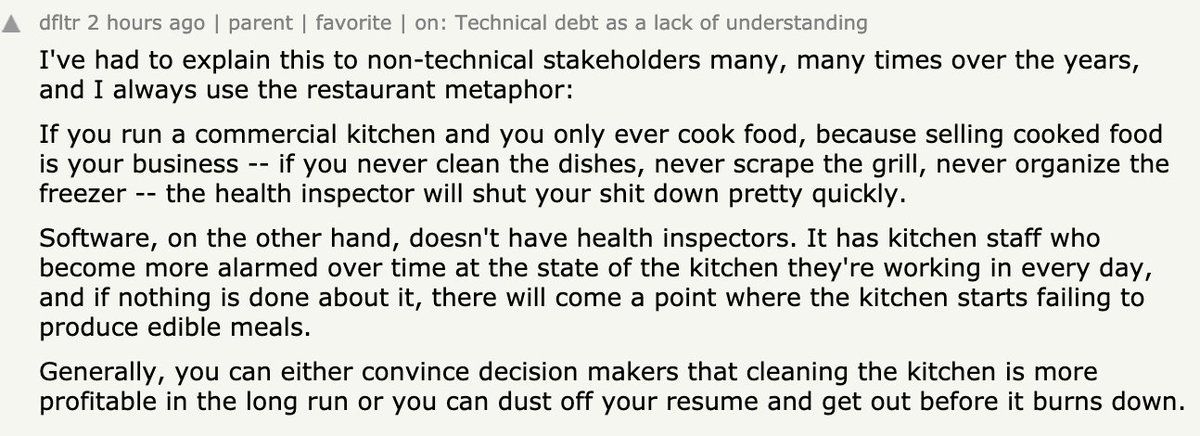 dfltr 2 hours ago | parent | favorite | on: Technical debt as a lack of understanding
I've had to explain this to non-technical stakeholders many, many times over the years,
and I always use the restaurant metaphor:
If you run a commercial kitchen and you only ever cook food, because selling cooked food
is your business -- if you never clean the dishes, never scrape the grill, never organize the
freezer -- the health inspector will shut your shit down pretty quickly.
Software, on the other hand, doesn't have health inspectors. It has kitchen staff who
become more alarmed over time at the state of the kitchen they're working in every day,
and if nothing is done about it, there will come a point where the kitchen starts failing to
produce edible meals.
Generally, you can either convince decision makers that cleaning the kitchen is more
profitable in the long run or you can dust off your resume and get out before it burns down.